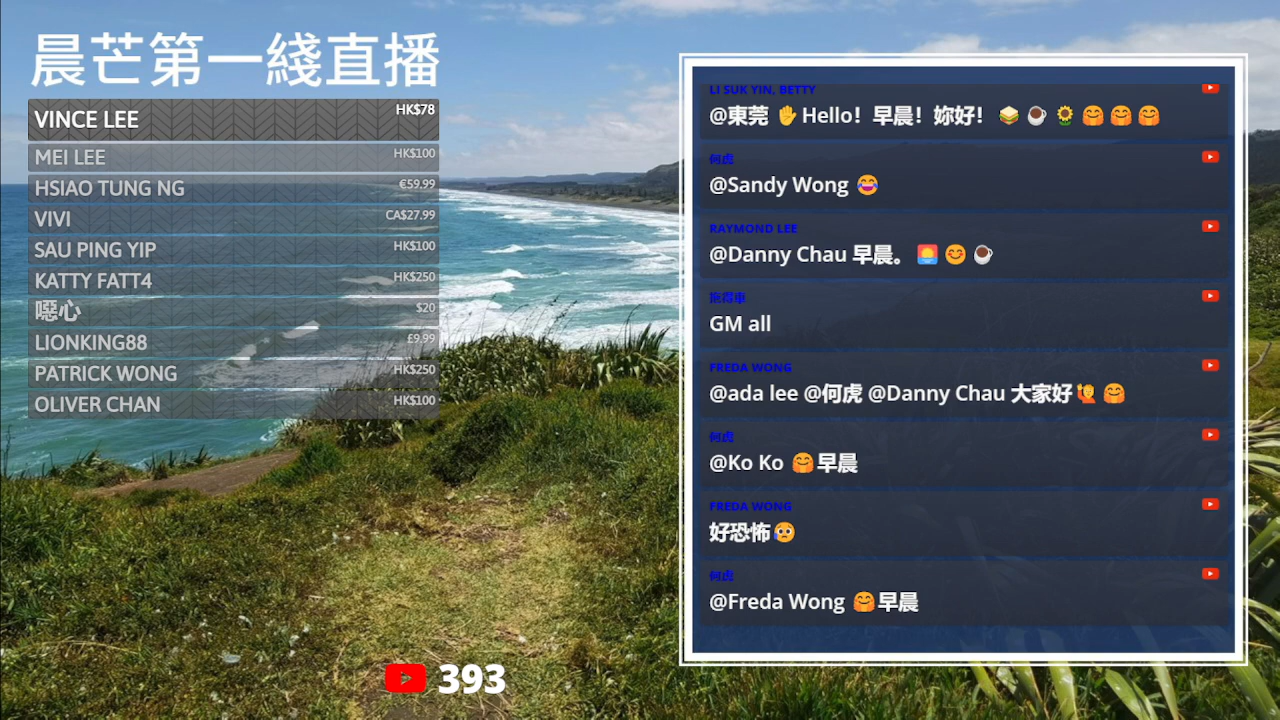 晨芒第一綫直播
VINCE LEE HK$78
MEI LEE HK$100
HSIAO TUNG NG €59.99
VIVI CA$27.99
SAU PING YIP HK$100
KATTY FATT4 HK$250
噁心 $20
LIONKING88 £9.99
PATRICK WONG HK$250
OLIVER CHAN HK$100
LI SUK YIN, BETTY
@東莞 ✋Hello! 早晨! 妳好! 🥪☕🌻🤗🤗🤗
何虎
@Sandy Wong 😂
RAYMOND LEE
@Danny Chau 早晨。🌅😊☕
拖得車
GM all
FREDA WONG
@ada lee @何虎 @Danny Chau 大家好🙋🤗
何虎
@Ko Ko 🤗早晨
FREDA WONG
好恐怖😥
何虎
@Freda Wong 🤗早晨
393